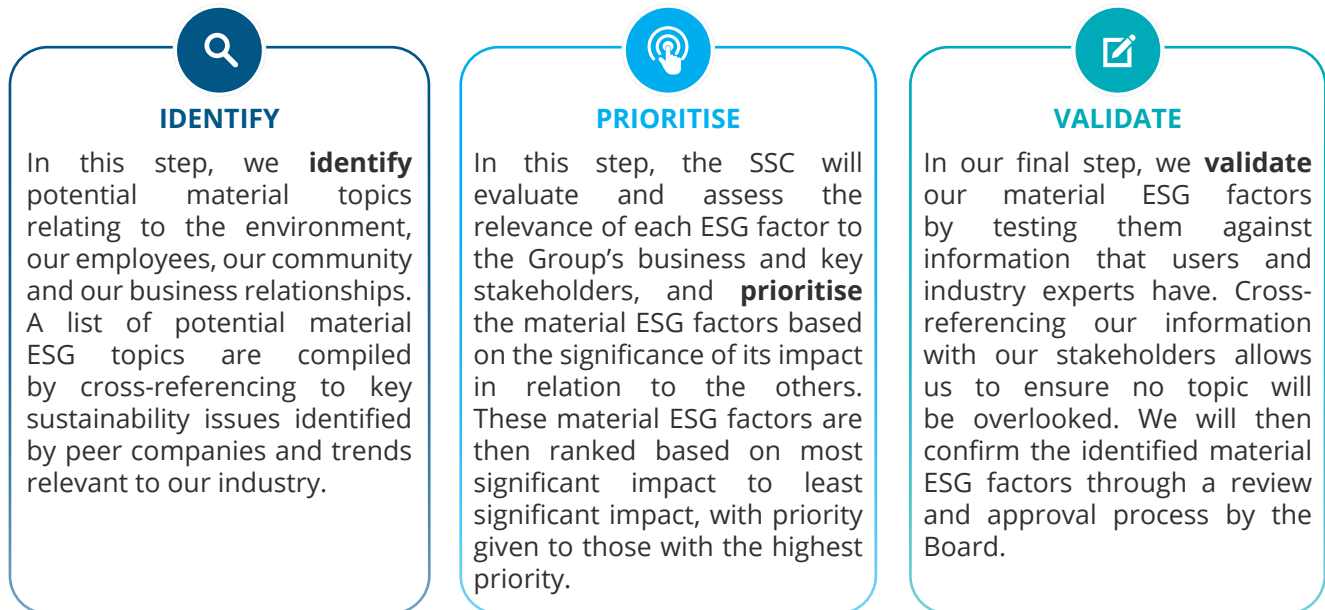 IDENTIFY
In this step, we identify
potential material topics
relating to the environment,
our employees, our community
and our business relationships.
A list of potential material
ESG topics are compiled
by cross-referencing to key
sustainability issues identified
by peer companies and trends
relevant to our industry.
PRIORITISE
In this step, the SSC will
evaluate and assess the
relevance of each ESG factor to
the Group’s business and key
stakeholders, and prioritise
the material ESG factors based
on the significance of its impact
in relation to the others.
These material ESG factors are
then ranked based on most
significant impact to least
significant impact, with priority
given to those with the highest
priority.
VALIDATE
In our final step, we validate
our material ESG factors
by testing them against
information that users and
industry experts have. Cross-
referencing our information
with our stakeholders allows
us to ensure no topic will
be overlooked. We will then
confirm the identified material
ESG factors through a review
and approval process by the
Board.